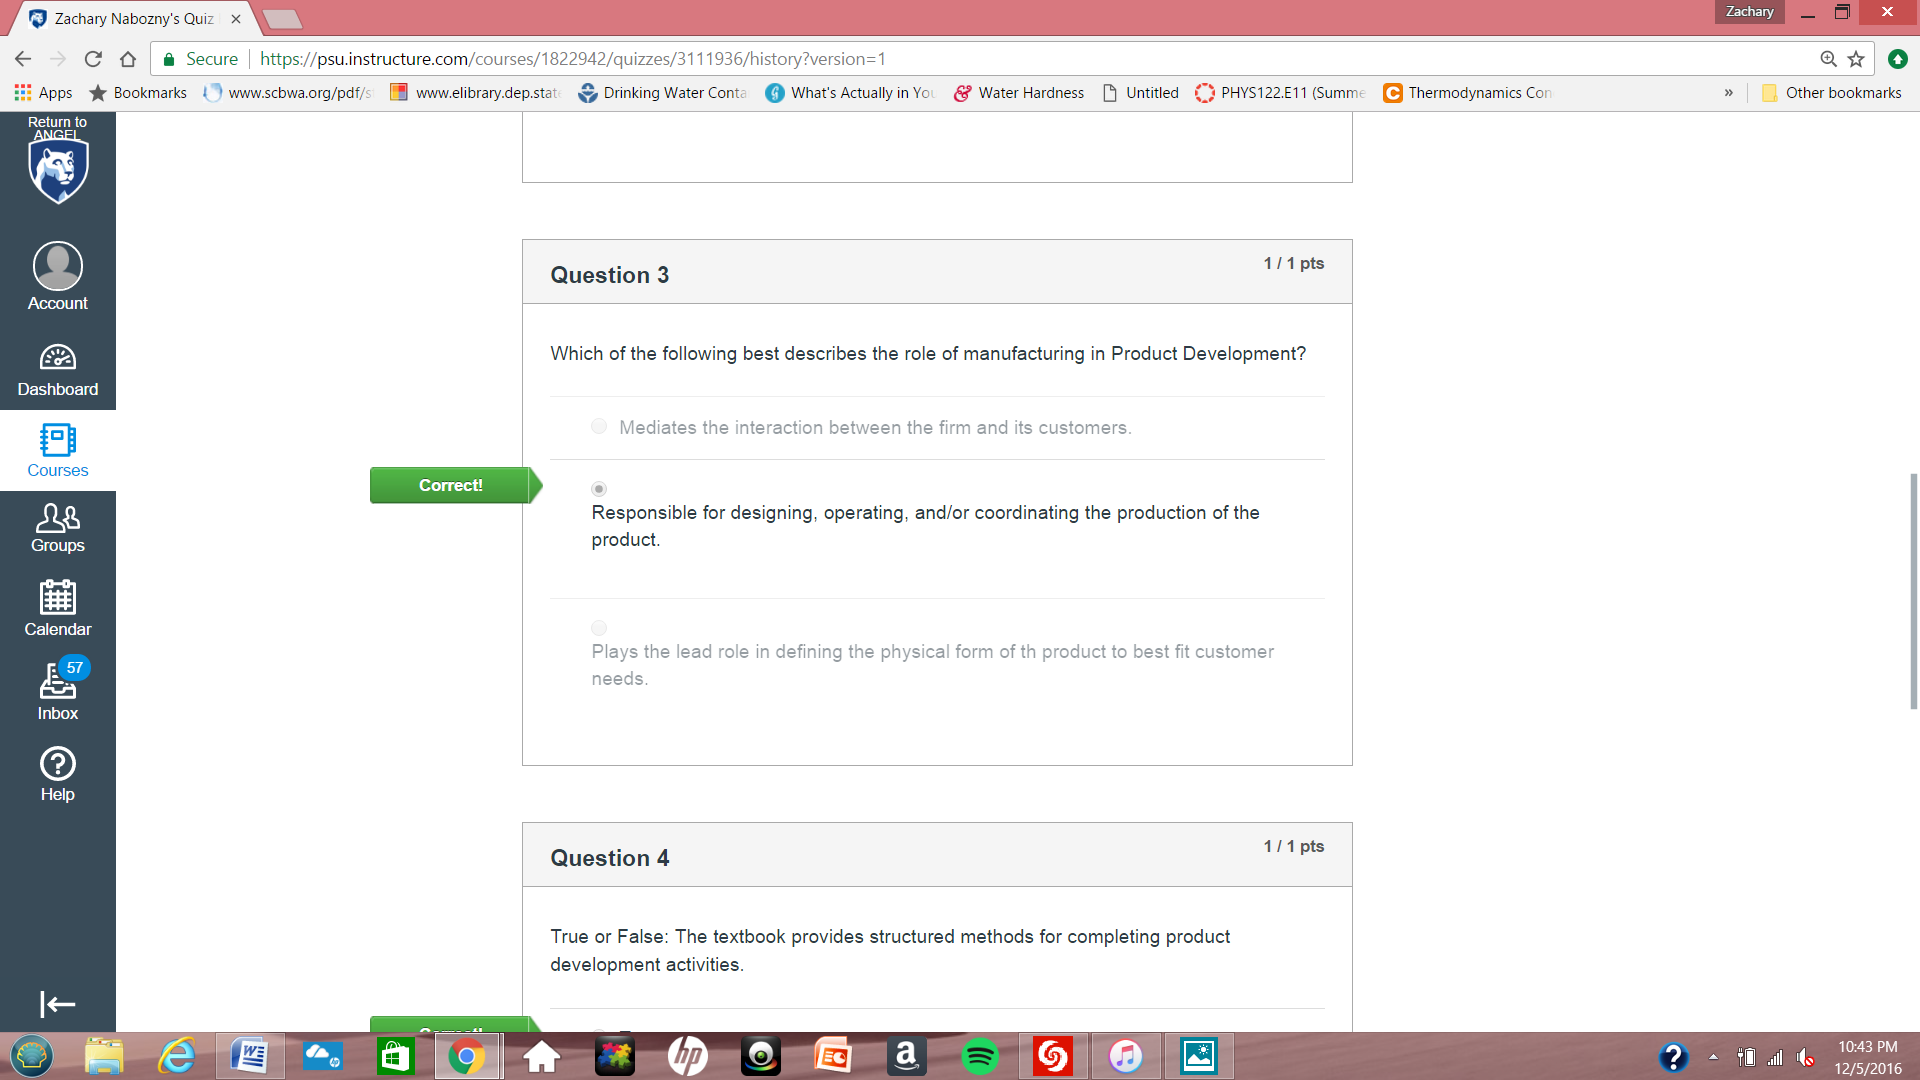 Zachary Nabozny's Quiz
Zachary
Secure
https://psu.instructure.com/courses/1822942/quizzes/3111936/history?version=1
Apps
Bookmarks
www.scbwa.org/pdf/s
www.elibrary.dep.stat
Drinking Water Conta
What's Actually in You
Water Hardness
Untitled
PHYS122.E11 (Summe
Thermodynamics Con
»
Other bookmarks
Return to
ANGEL
Account
Dashboard
Courses
Groups
Calendar
57
Inbox
Help
Question 3
1 / 1 pts
Which of the following best describes the role of manufacturing in Product Development?
Mediates the interaction between the firm and its customers.
Correct!
Responsible for designing, operating, and/or coordinating the production of the
product.
Plays the lead role in defining the physical form of th product to best fit customer
needs.
Question 4
1 / 1 pts
True or False: The textbook provides structured methods for completing product
development activities.
10:43 PM
12/5/2016